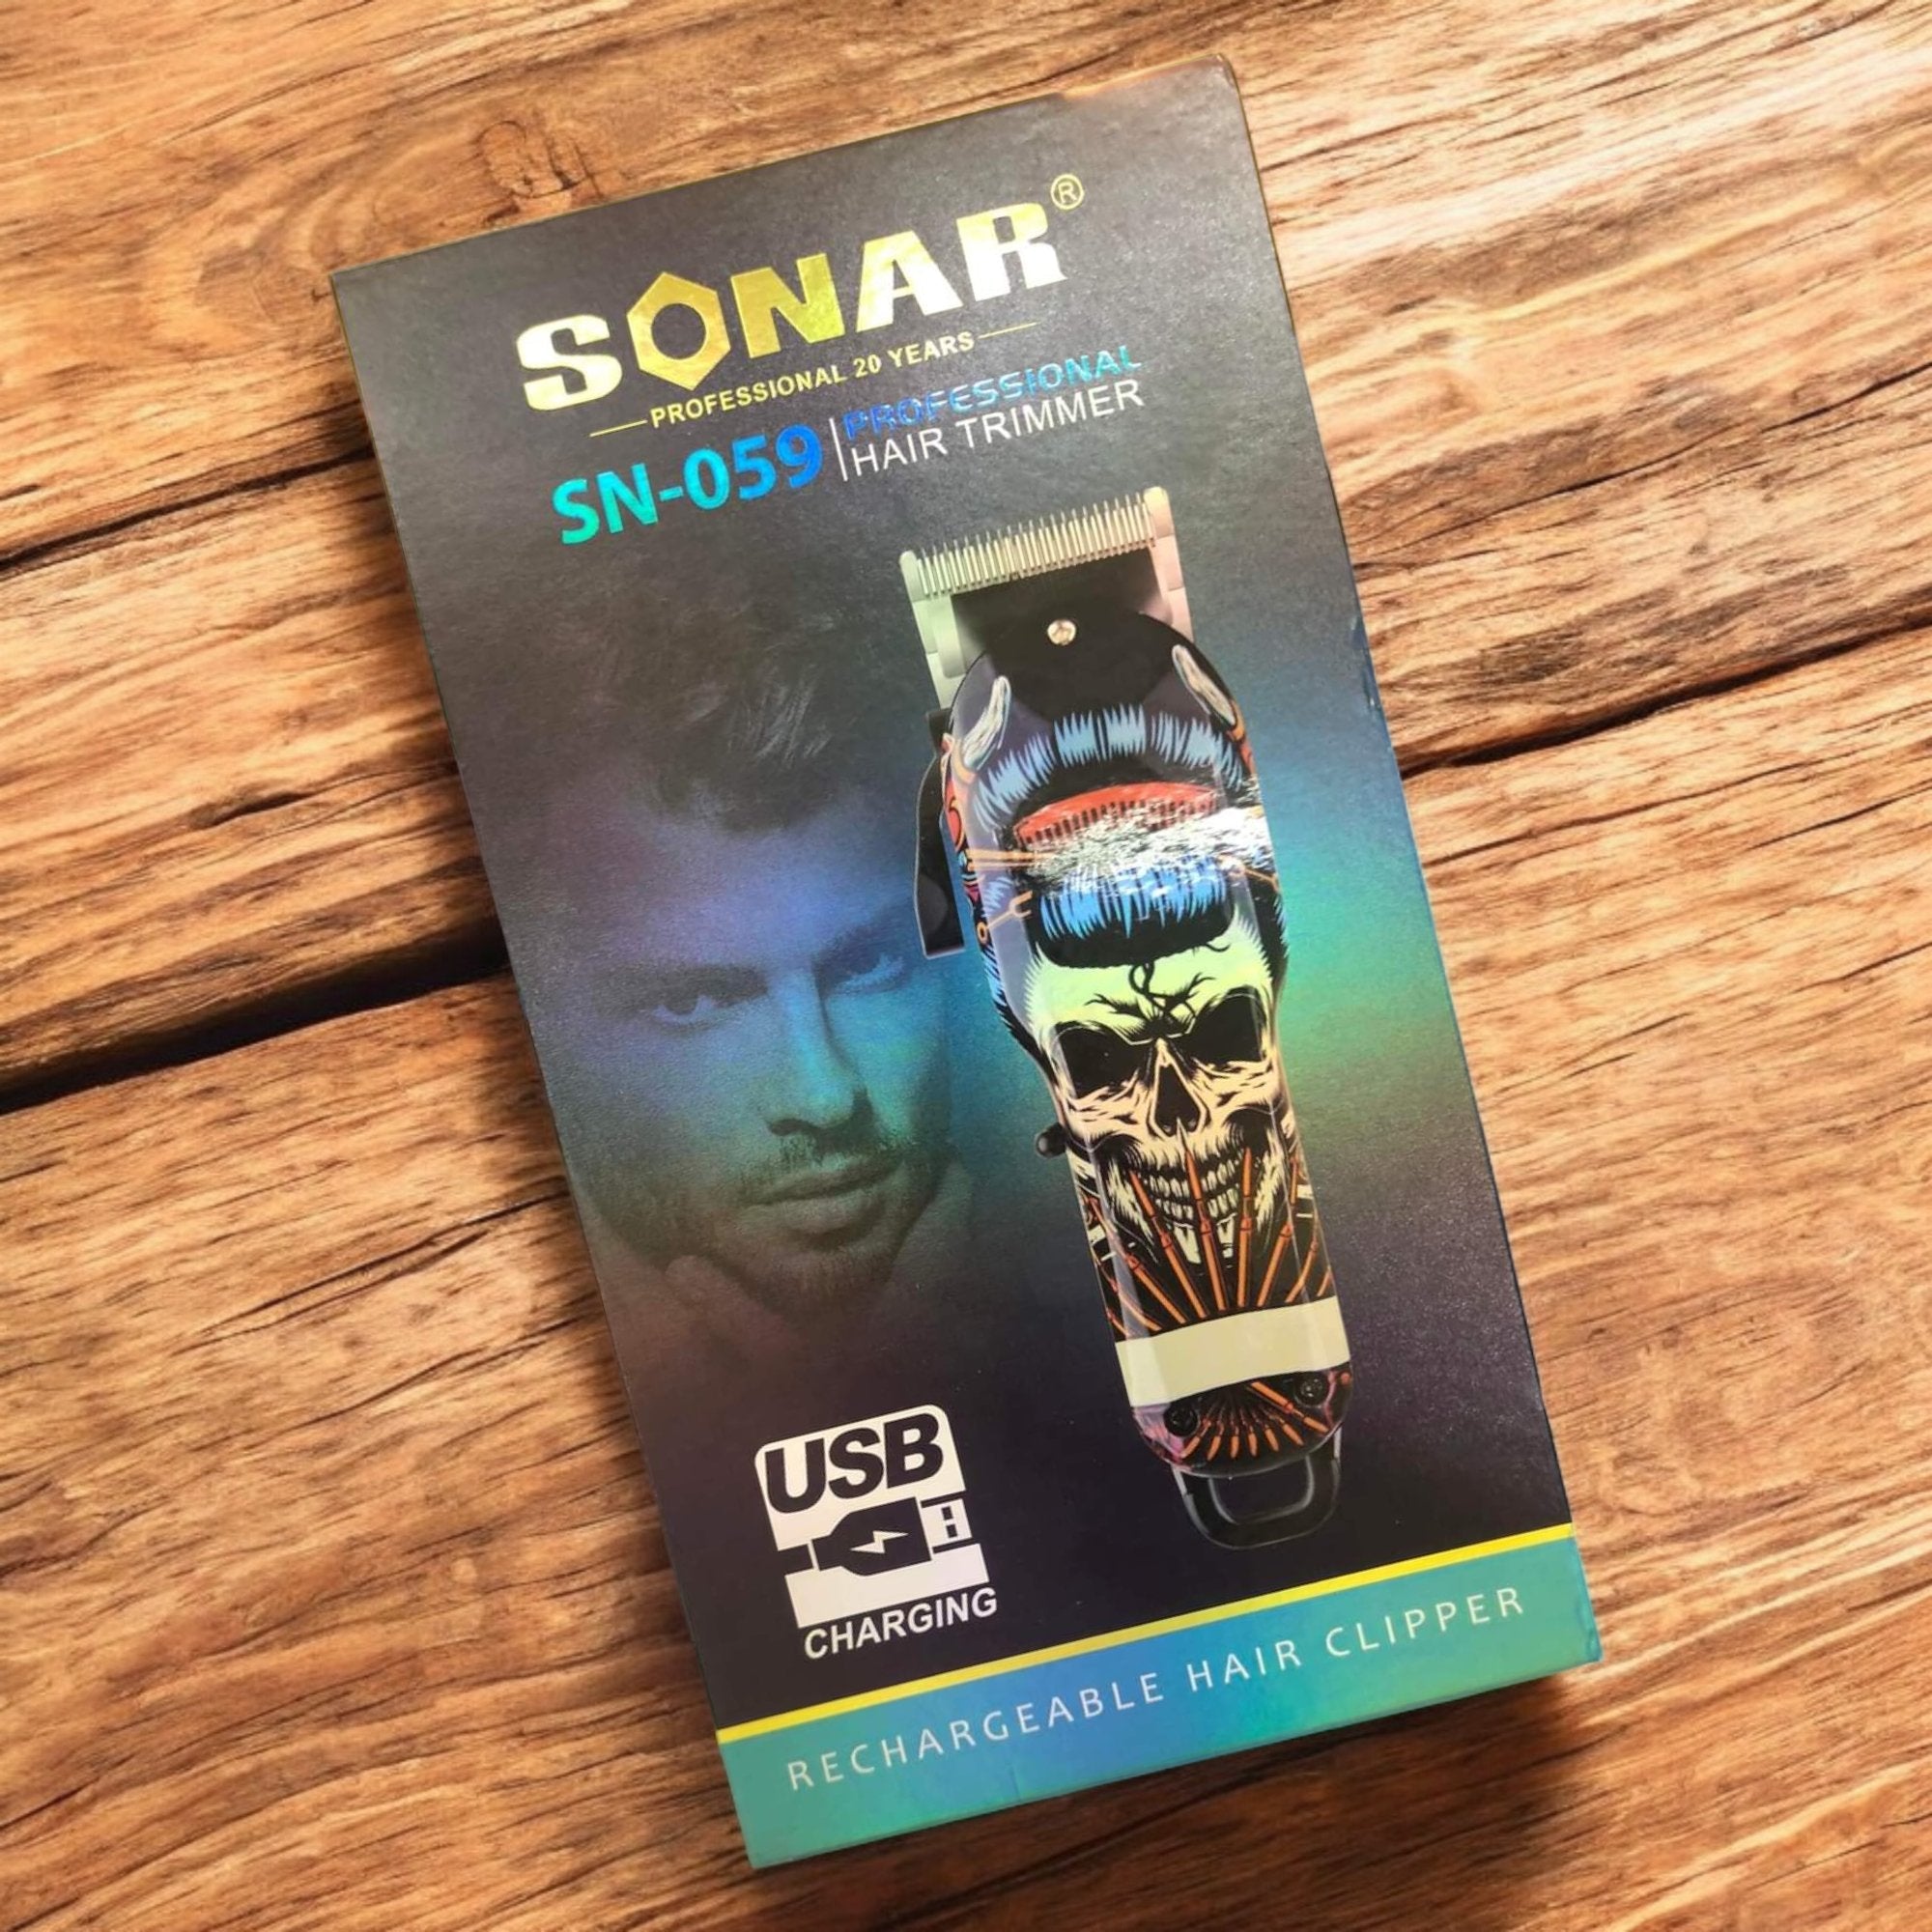 SONAR®
PROFESSIONAL 20 YEARS
SN-059
PROFESSIONAL
HAIR TRIMMER
USB
CHARGING
RECHARGEABLE HAIR CLIPPER